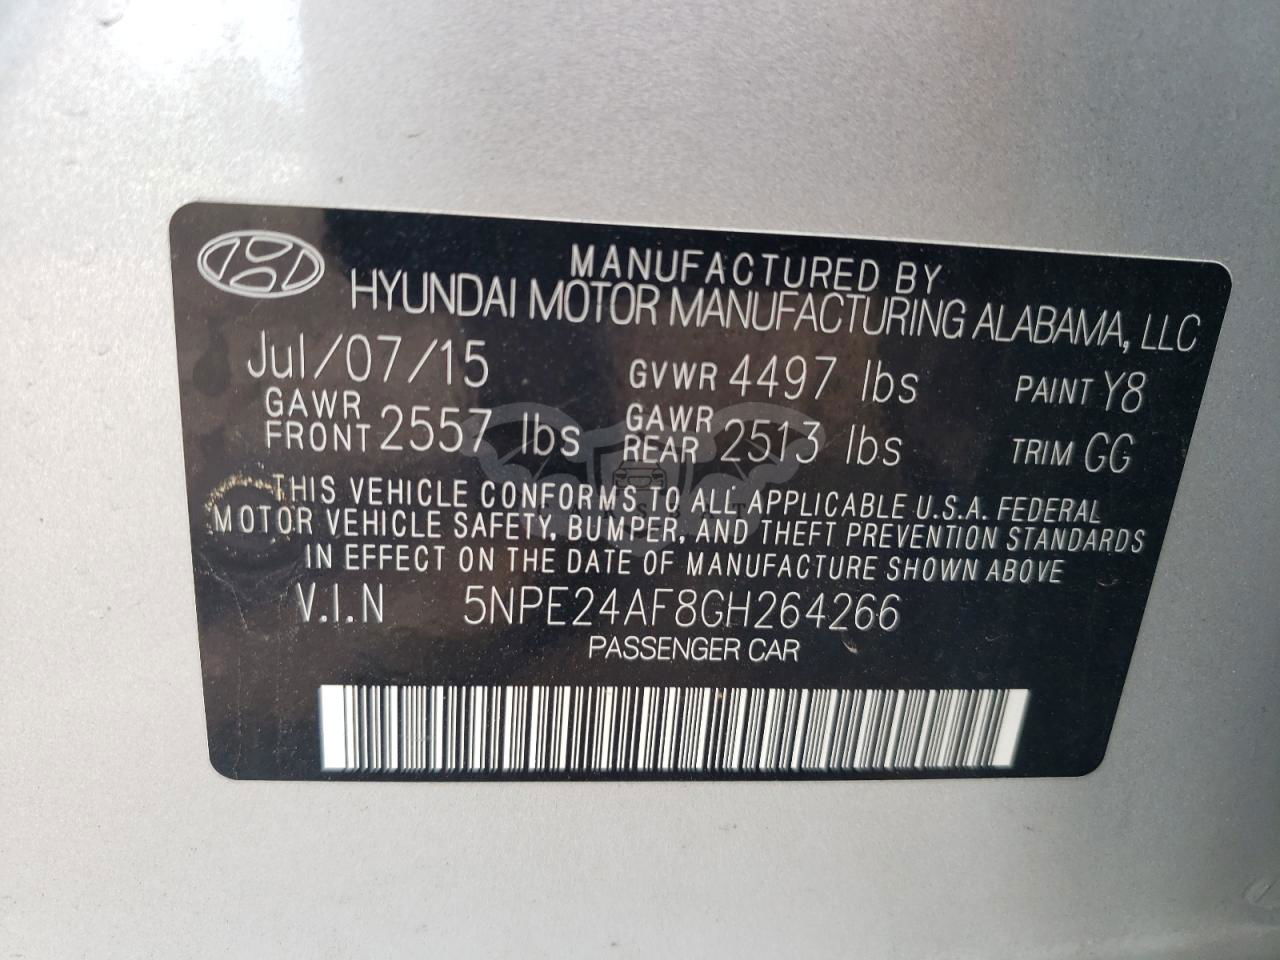 MANUFACTURED BY
HYUNDAI MOTOR MANUFACTURING ALABAMA, LLC
Jul/07/15 GVWR 4497 lbs PAINT Y8
GAWR FRONT 2557 lbs GAWR REAR 2513 lbs TRIM GG
THIS VEHICLE CONFORMS TO ALL APPLICABLE U.S.A. FEDERAL
MOTOR VEHICLE SAFETY, BUMPER, AND THEFT PREVENTION STANDARDS
IN EFFECT ON THE DATE OF MANUFACTURE SHOWN ABOVE
V.I.N 5NPE24AF8GH264266
PASSENGER CAR